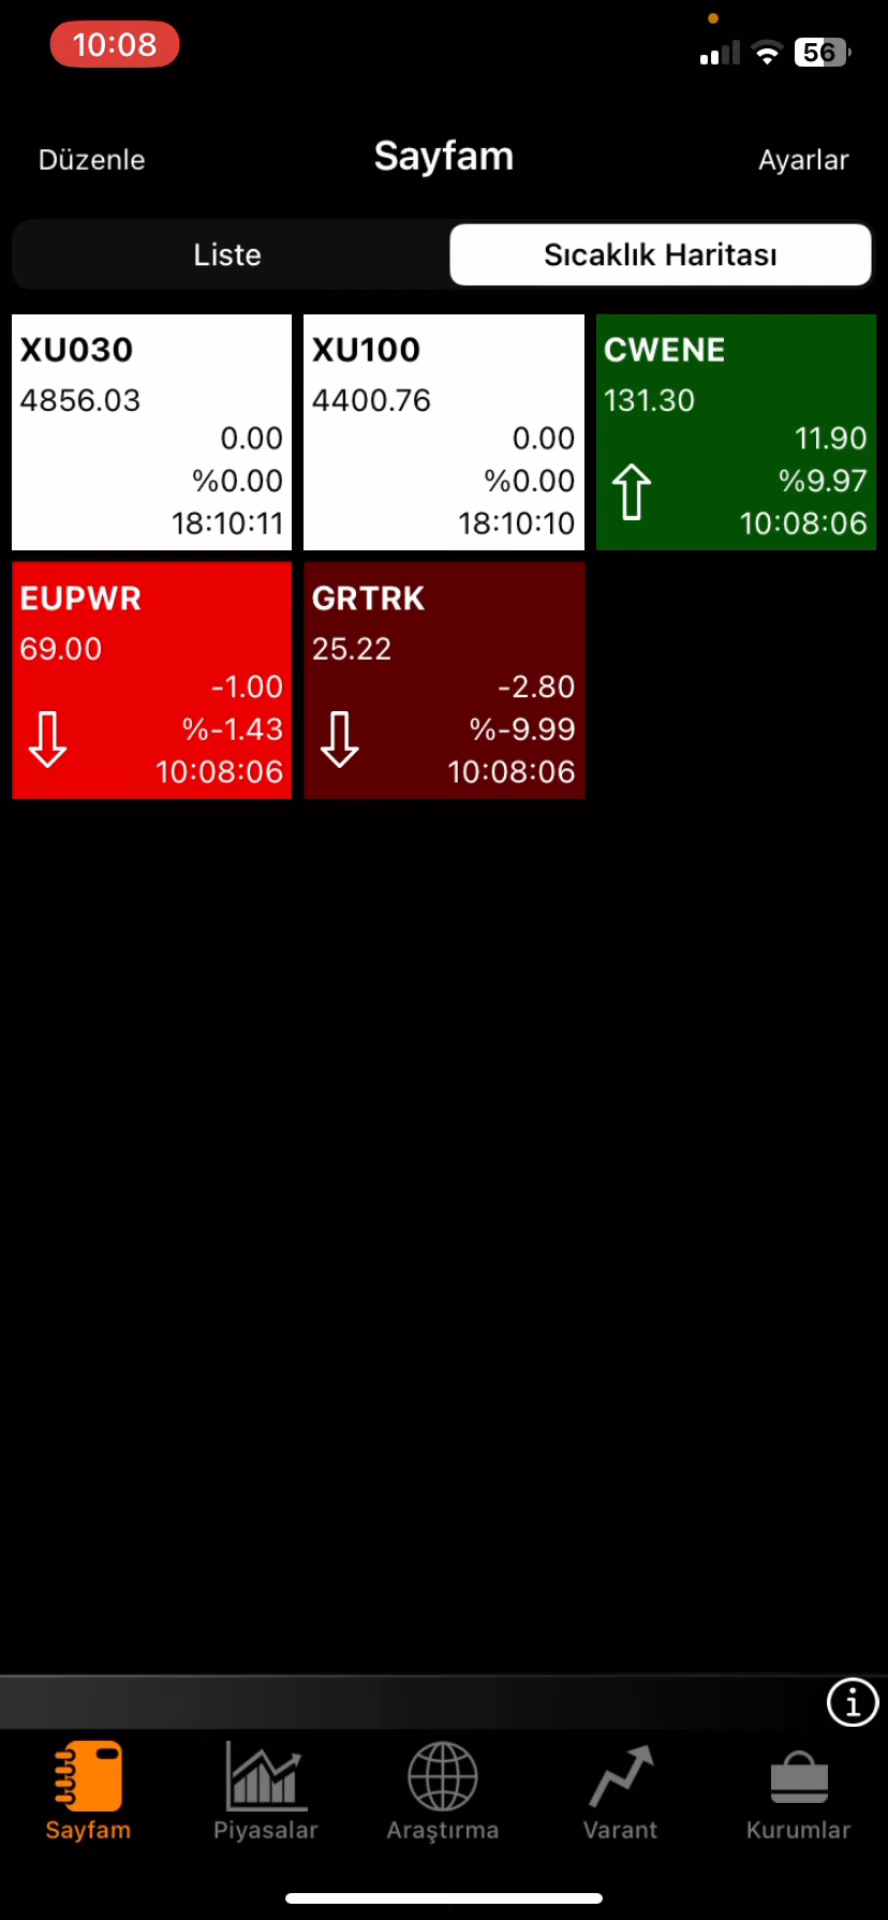 10:08
56
Düzenle
Sayfam
Ayarlar
Liste
Sıcaklık Haritası
XU030
4856.03
0.00
%0.00
18:10:11
XU100
4400.76
0.00
%0.00
18:10:10
CWENE
131.30
11.90
%9.97
10:08:06
EUPWR
69.00
-1.00
%-1.43
10:08:06
GRTRK
25.22
-2.80
%-9.99
10:08:06
Sayfam
Piyasalar
Araştırma
Varant
Kurumlar